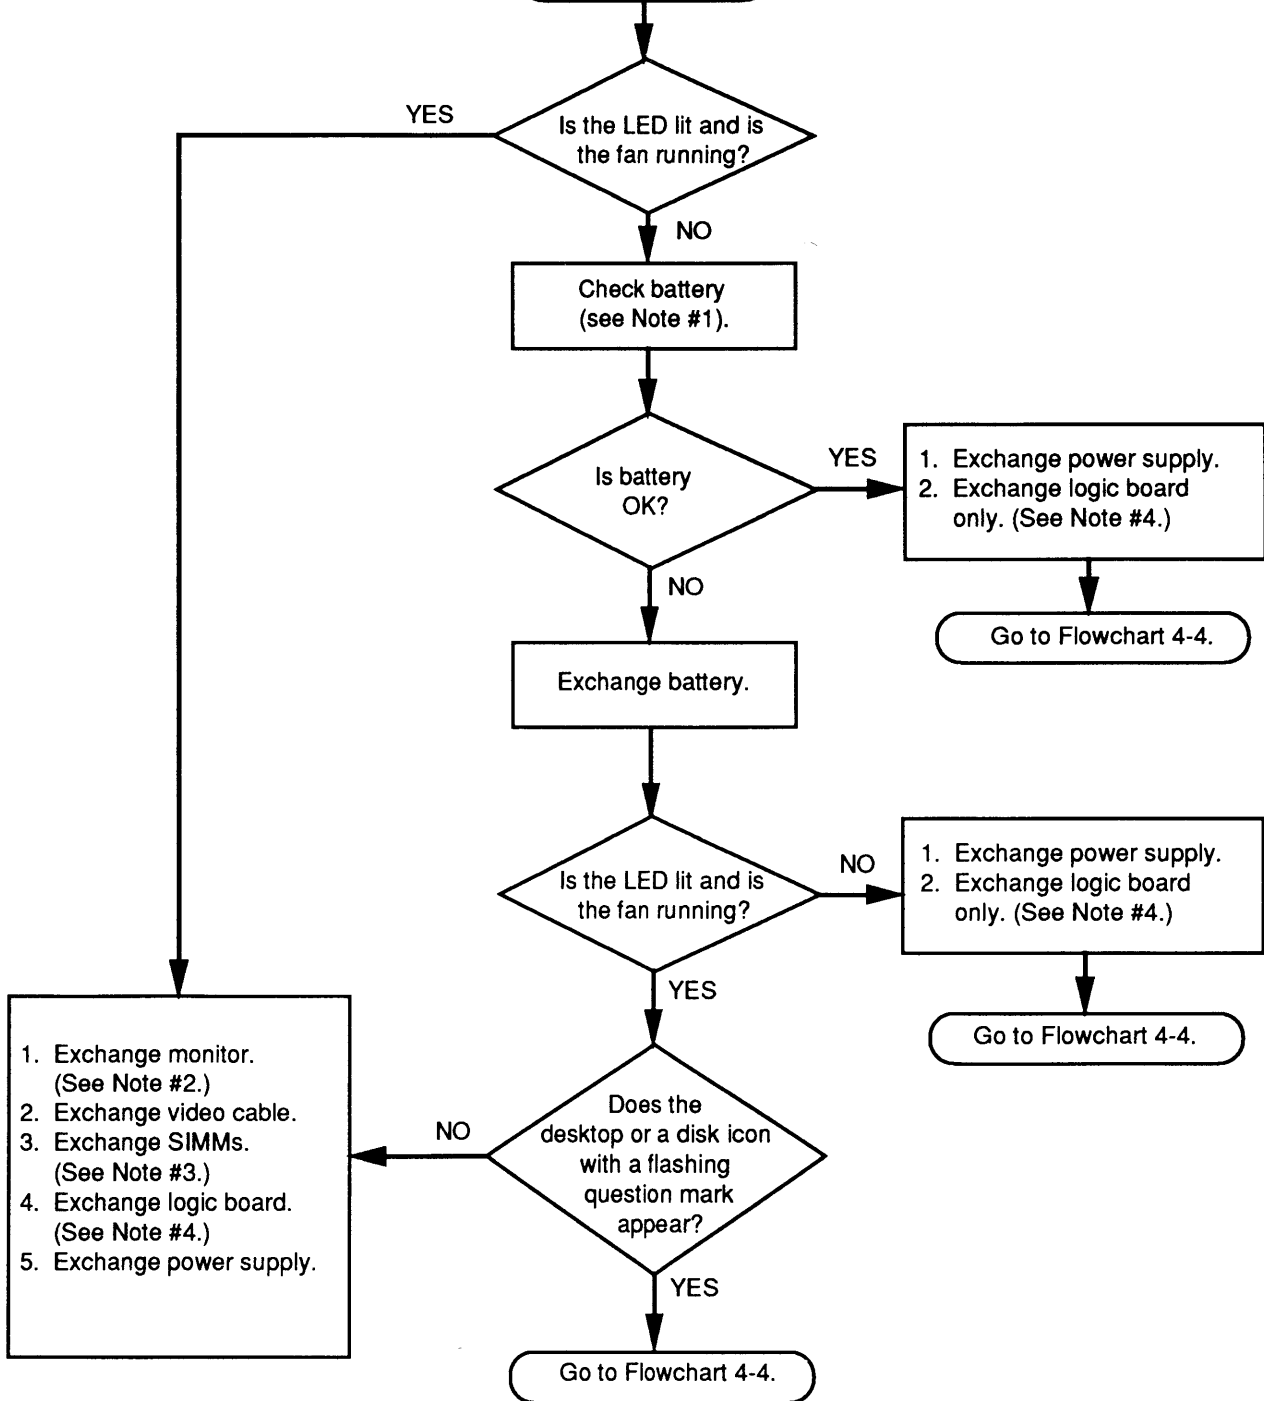 YES
Is the LED lit and is
the fan running?
NO
Check battery
(see Note #1).
Is battery
OK?
YES
1. Exchange power supply.
2. Exchange logic board
only. (See Note #4.)
Go to Flowchart 4-4.
NO
Exchange battery.
Is the LED lit and is
the fan running?
NO
1. Exchange power supply.
2. Exchange logic board
only. (See Note #4.)
Go to Flowchart 4-4.
YES
Does the
desktop or a disk icon
with a flashing
question mark
appear?
NO
1. Exchange monitor.
(See Note #2.)
2. Exchange video cable.
3. Exchange SIMMs.
(See Note #3.)
4. Exchange logic board.
(See Note #4.)
5. Exchange power supply.
YES
Go to Flowchart 4-4.